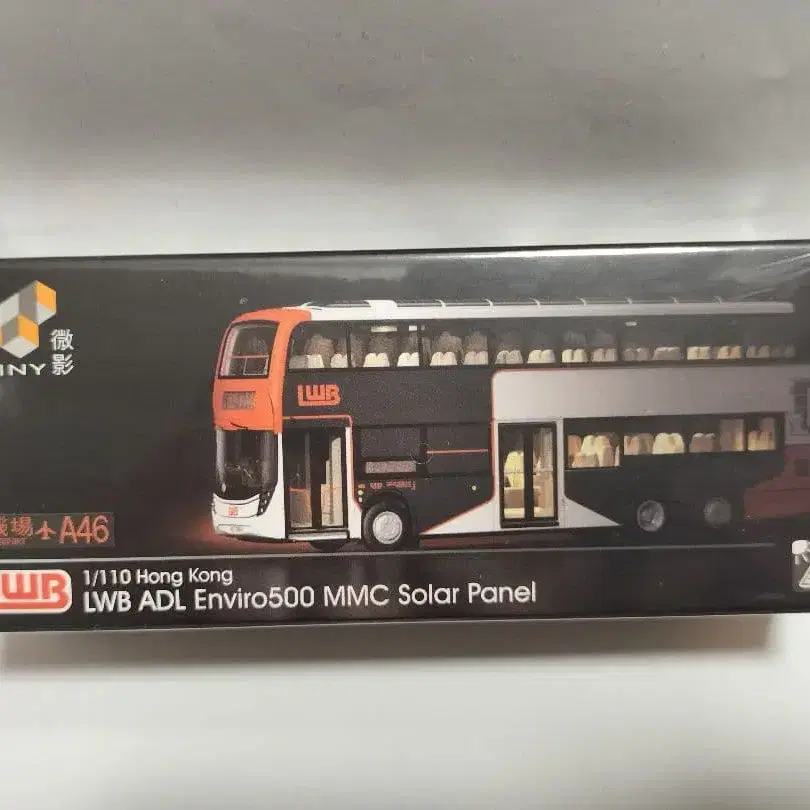 微影
INY
LWB
機場 A46
LWB
1/110 Hong Kong
LWB ADL Enviro500 MMC Solar Panel